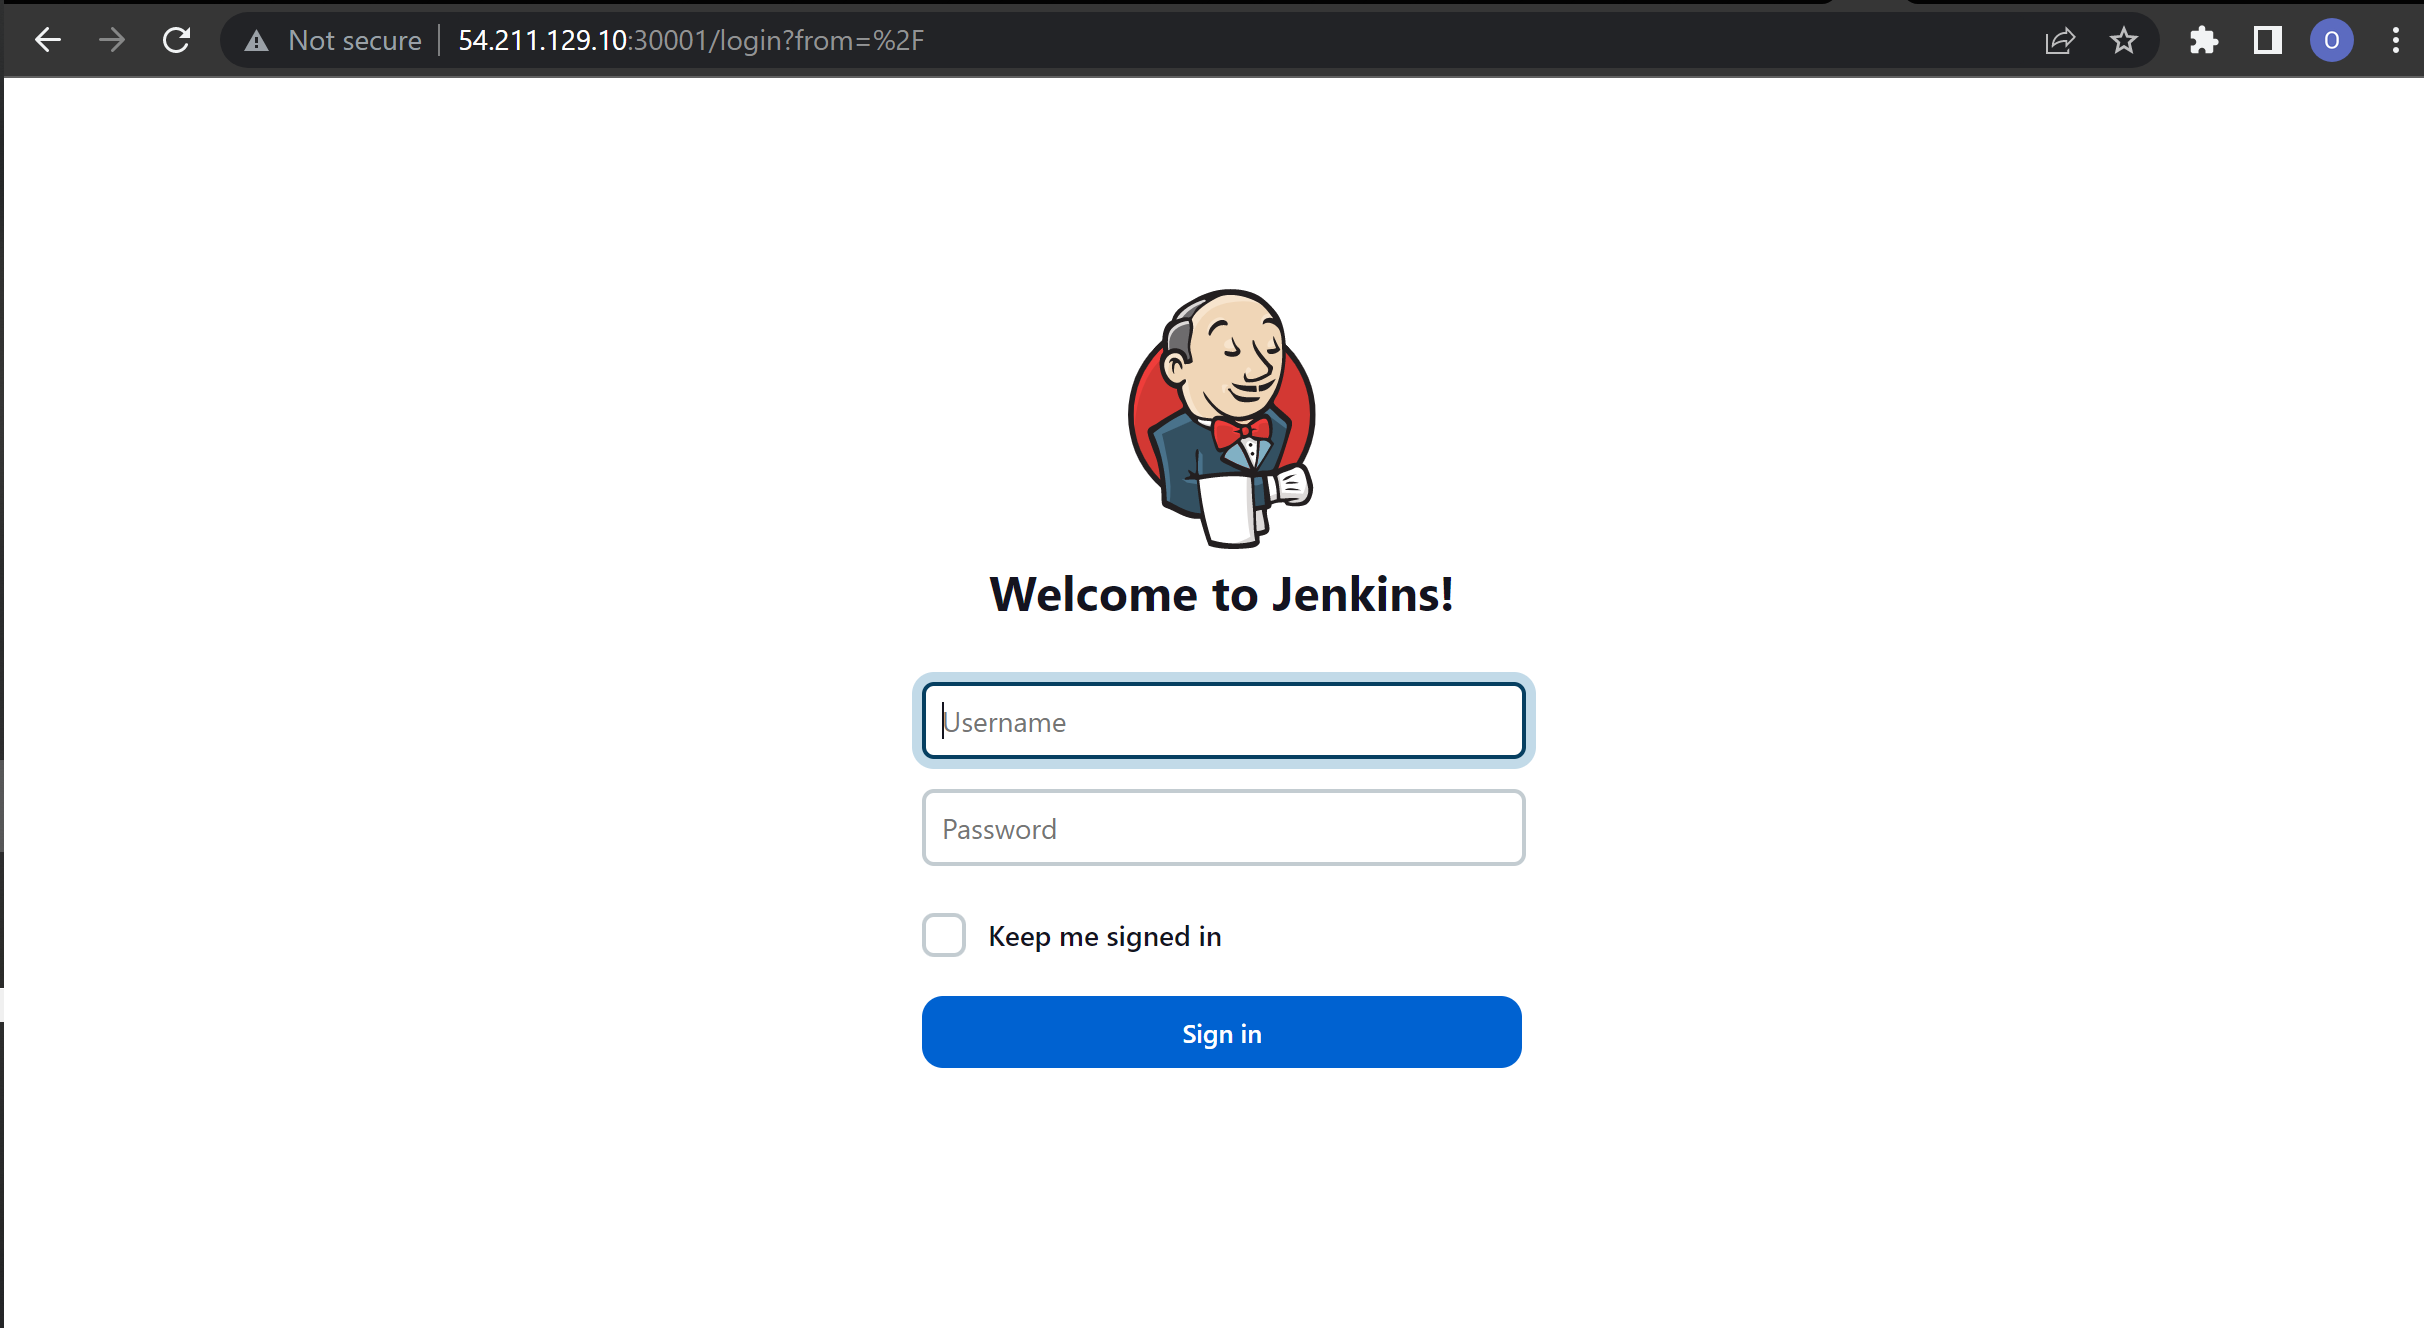 Not secure 54.211.129.10:30001/login?from=%2F
O
Welcome to Jenkins!
Username
Password
Keep me signed in
Sign in